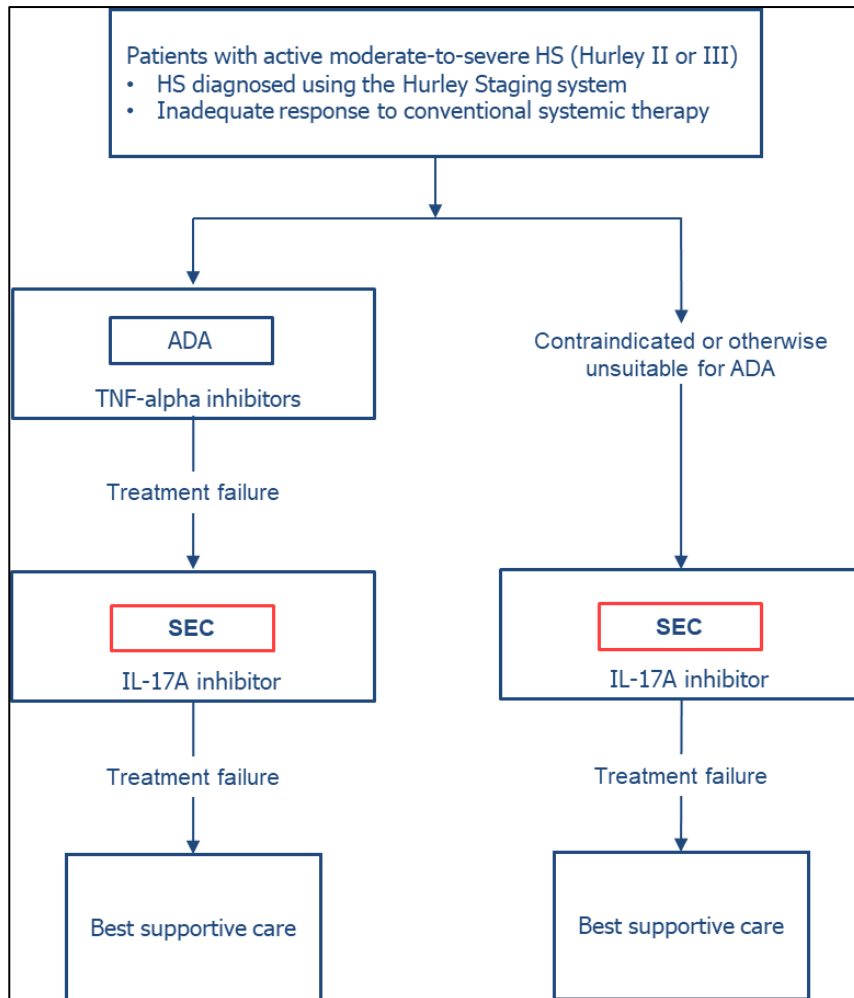 Patients with active moderate-to-severe HS (Hurley II or III)
• HS diagnosed using the Hurley Staging system
• Inadequate response to conventional systemic therapy
ADA
TNF-alpha inhibitors
Contraindicated or otherwise
unsuitable for ADA
Treatment failure
SEC
IL-17A inhibitor
SEC
IL-17A inhibitor
Treatment failure
Treatment failure
Best supportive care
Best supportive care